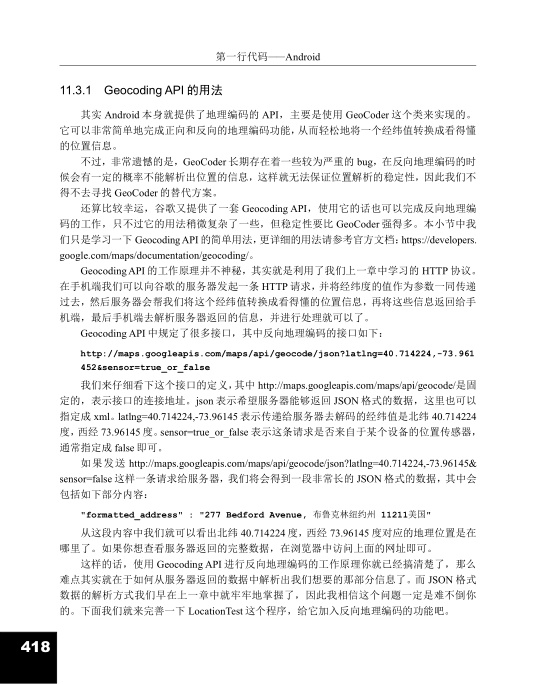 第一行代码——Android
11.3.1 Geocoding API 的用法
其实 Android 本身就提供了地理编码的 API，主要是使用 GeoCoder 这个类来实现的。
它可以非常简单地完成正向和反向的地理编码功能，从而轻松地将一个经纬值转换成看得懂
的位置信息。
不过，非常遗憾的是，GeoCoder 长期存在着一些较为严重的 bug，在反向地理编码的时
候会有一定的概率不能解析出位置的信息，这样就无法保证位置解析的稳定性，因此我们不
得不去寻找 GeoCoder 的替代方案。
还算比较幸运，谷歌又提供了一套 Geocoding API，使用它的话也可以完成反向地理编
码的工作，只不过它的用法稍微复杂了一些，但稳定性要比 GeoCoder 强得多。本小节中我
们只是学习一下 Geocoding API 的简单用法，更详细的用法请参考官方文档：https://developers.
google.com/maps/documentation/geocoding/。
Geocoding API 的工作原理并不神秘，其实就是利用了我们上一章中学习的 HTTP 协议。
在手机端我们可以向谷歌的服务器发起一条 HTTP 请求，并将经纬度的值作为参数一同传递
过去，然后服务器会帮我们将这个经纬值转换成看得懂的位置信息，再将这些信息返回给手
机端，最后手机端去解析服务器返回的信息，并进行处理就可以了。
Geocoding API 中规定了很多接口，其中反向地理编码的接口如下：
http://maps.googleapis.com/maps/api/geocode/json?latlng=40.714224,-73.961
452&sensor=true_or_false
我们来仔细看下这个接口的定义，其中 http://maps.googleapis.com/maps/api/geocode/是固
定的，表示接口的连接地址。json 表示希望服务器能够返回 JSON 格式的数据，这里也可以
指定成 xml。latlng=40.714224,-73.96145 表示传递给服务器去解码的经纬值是北纬 40.714224
度，西经 73.96145 度。sensor=true_or_false 表示这条请求是否来自于某个设备的位置传感器，
通常指定成 false 即可。
如果发送 http://maps.googleapis.com/maps/api/geocode/json?latlng=40.714224,-73.96145&
sensor=false 这样一条请求给服务器，我们将会得到一段非常长的 JSON 格式的数据，其中会
包括如下部分内容：
"formatted_address" : "277 Bedford Avenue, 布鲁克林纽约州 11211美国"
从这段内容中我们就可以看出北纬 40.714224 度，西经 73.96145 度对应的地理位置是在
哪里了。如果你想查看服务器返回的完整数据，在浏览器中访问上面的网址即可。
这样的话，使用 Geocoding API 进行反向地理编码的工作原理你就已经搞清楚了，那么
难点其实就在于如何从服务器返回的数据中解析出我们想要的那部分信息了。而 JSON 格式
数据的解析方式我们早在上一章中就牢牢地掌握了，因此我相信这个问题一定是难不倒你
的。下面我们就来完善一下 LocationTest 这个程序，给它加入反向地理编码的功能吧。
418